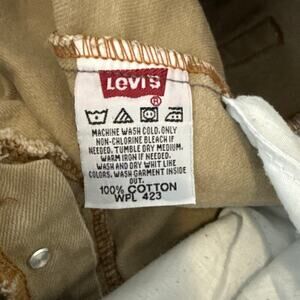 Levi's
®
MACHINE WASH COLD. ONLY
NON-CHLORINE BLEACH IF
NEEDED. TUMBLE DRY MEDIUM.
WARM IRON IF NEEDED.
WASH AND DRY WHIT LIKE
COLORS. WASH GARMENT INSIDE
OUT.
100% COTTON
WPL 423